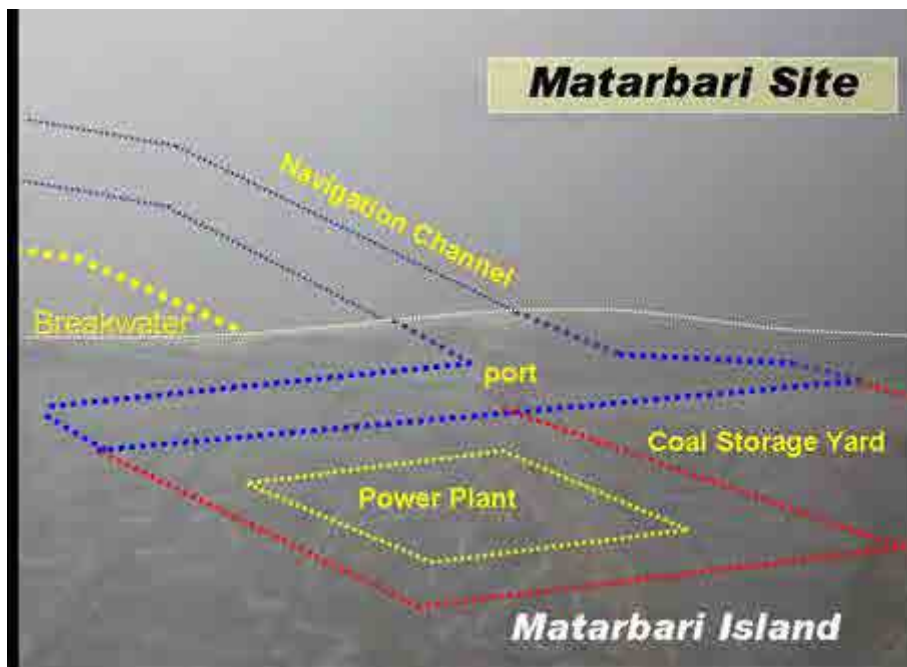 Matarbari Site
Navigation Channel
Breakwater
port
Coal Storage Yard
Power Plant
Matarbari Island